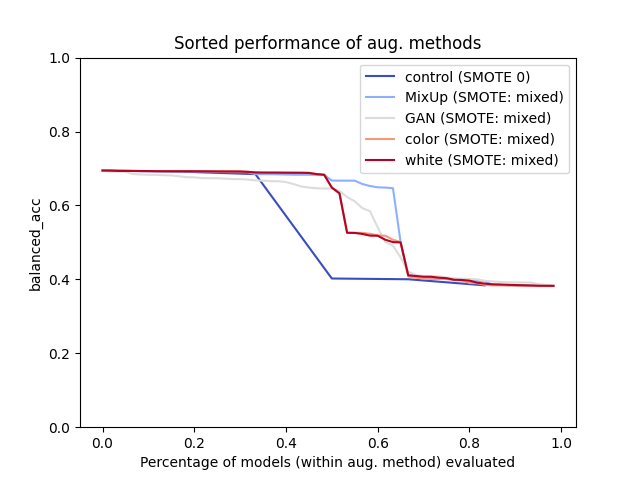 Sorted performance of aug. methods
1.0
0.8
0.6
0.4
0.2
0.0
balanced_acc
control (SMOTE 0)
MixUp (SMOTE: mixed)
GAN (SMOTE: mixed)
color (SMOTE: mixed)
white (SMOTE: mixed)
0.0 0.2 0.4 0.6 0.8 1.0
Percentage of models (within aug. method) evaluated